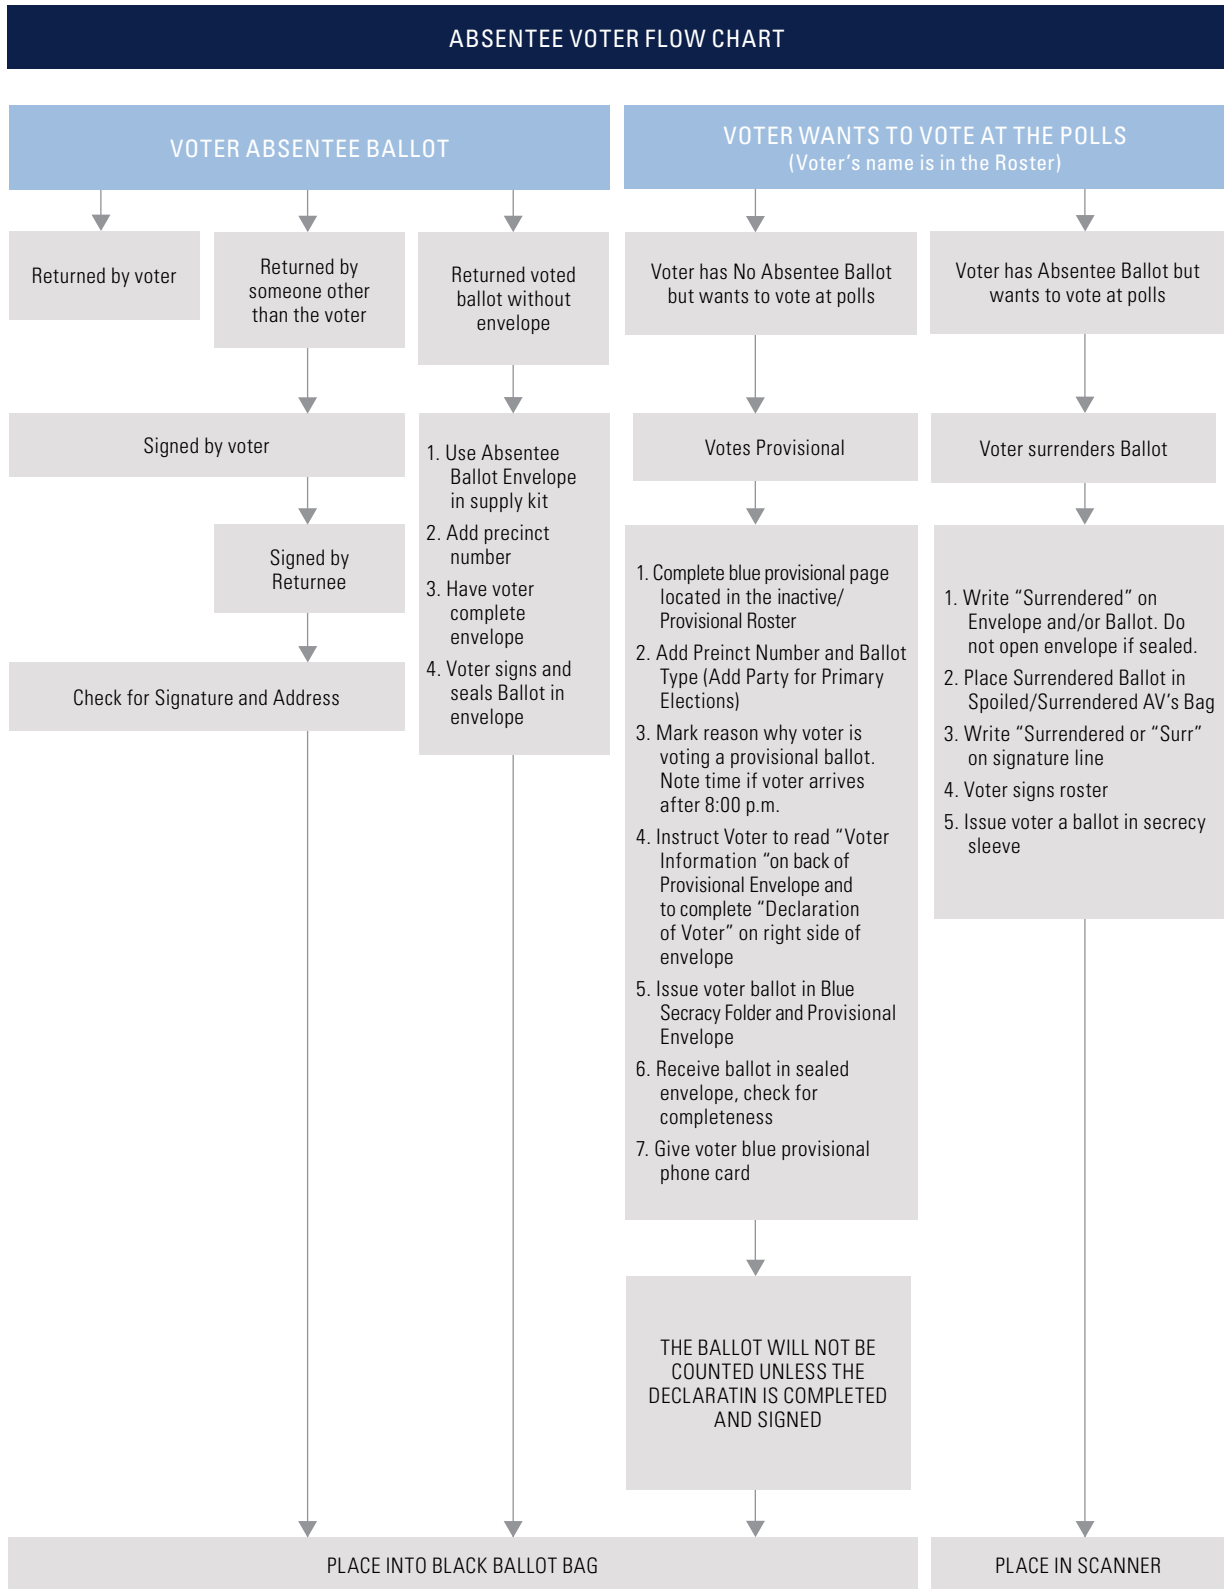 ABSENTEE VOTER FLOW CHART
VOTER ABSENTEE BALLOT
VOTER WANTS TO VOTE AT THE POLLS
(Voter's name is in the Roster)
Returned by voter
Returned by
someone other
than the voter
Returned voted
ballot without
envelope
Voter has No Absentee Ballot
but wants to vote at polls
Voter has Absentee Ballot but
wants to vote at polls
Signed by voter
Signed by
Returnee
Check for Signature and Address
1. Use Absentee
Ballot Envelope
in supply kit
2. Add precinct
number
3. Have voter
complete
envelope
4. Voter signs and
seals Ballot in
envelope
Votes Provisional
1. Complete blue provisional page
located in the inactive/
Provisional Roster
2. Add Preinct Number and Ballot
Type (Add Party for Primary
Elections)
3. Mark reason why voter is
voting a provisional ballot.
Note time if voter arrives
after 8:00 p.m.
4. Instruct Voter to read “Voter
Information “on back of
Provisional Envelope and
to complete “Declaration
of Voter” on right side of
envelope
5. Issue voter ballot in Blue
Secracy Folder and Provisional
Envelope
6. Receive ballot in sealed
envelope, check for
completeness
7. Give voter blue provisional
phone card
THE BALLOT WILL NOT BE
COUNTED UNLESS THE
DECLARATIN IS COMPLETED
AND SIGNED
Voter surrenders Ballot
1. Write “Surrendered” on
Envelope and/or Ballot. Do
not open envelope if sealed.
2. Place Surrendered Ballot in
Spoiled/Surrendered AV's Bag
3. Write “Surrendered or “Surr”
on signature line
4. Voter signs roster
5. Issue voter a ballot in secrecy
sleeve
PLACE INTO BLACK BALLOT BAG
PLACE IN SCANNER